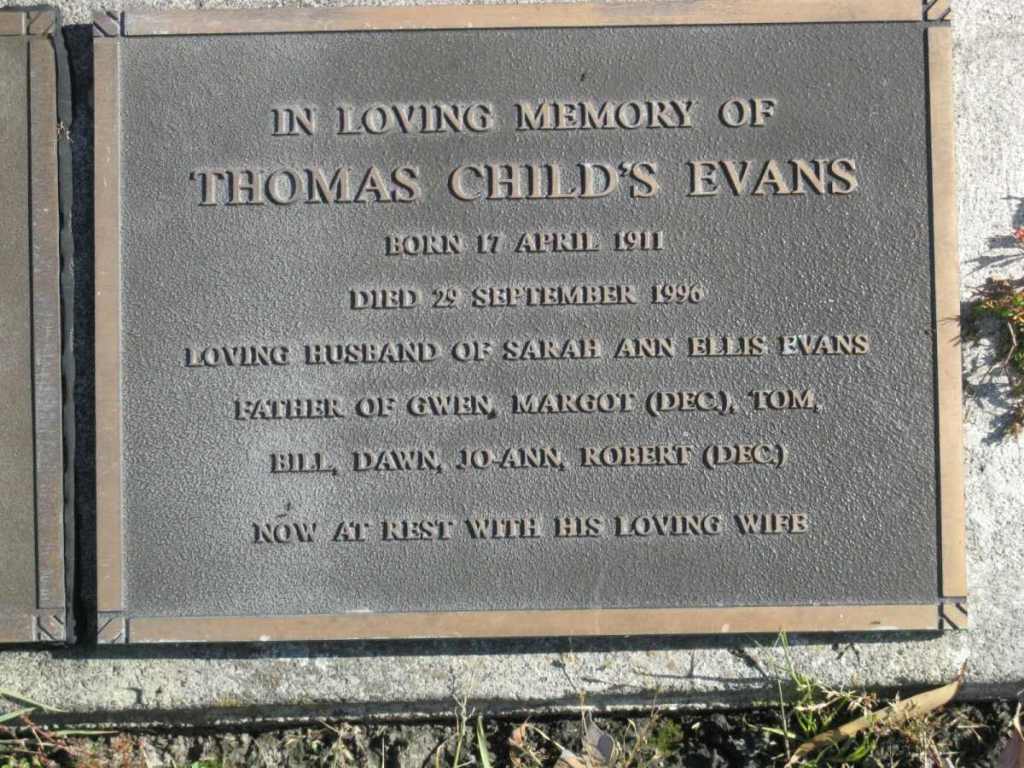 IN LOVING MEMORY OF
THOMAS CHILD'S EVANS
BORN 17 APRIL 1911
DIED 29 SEPTEMBER 1996
LOVING HUSBAND OF SARAH ANN ELLIS EVANS
FATHER OF GWEN, MARGOT (DEC.), TOM,
BILL, DAWN, JO-ANN, ROBERT (DEC.)
NOW AT REST WITH HIS LOVING WIFE